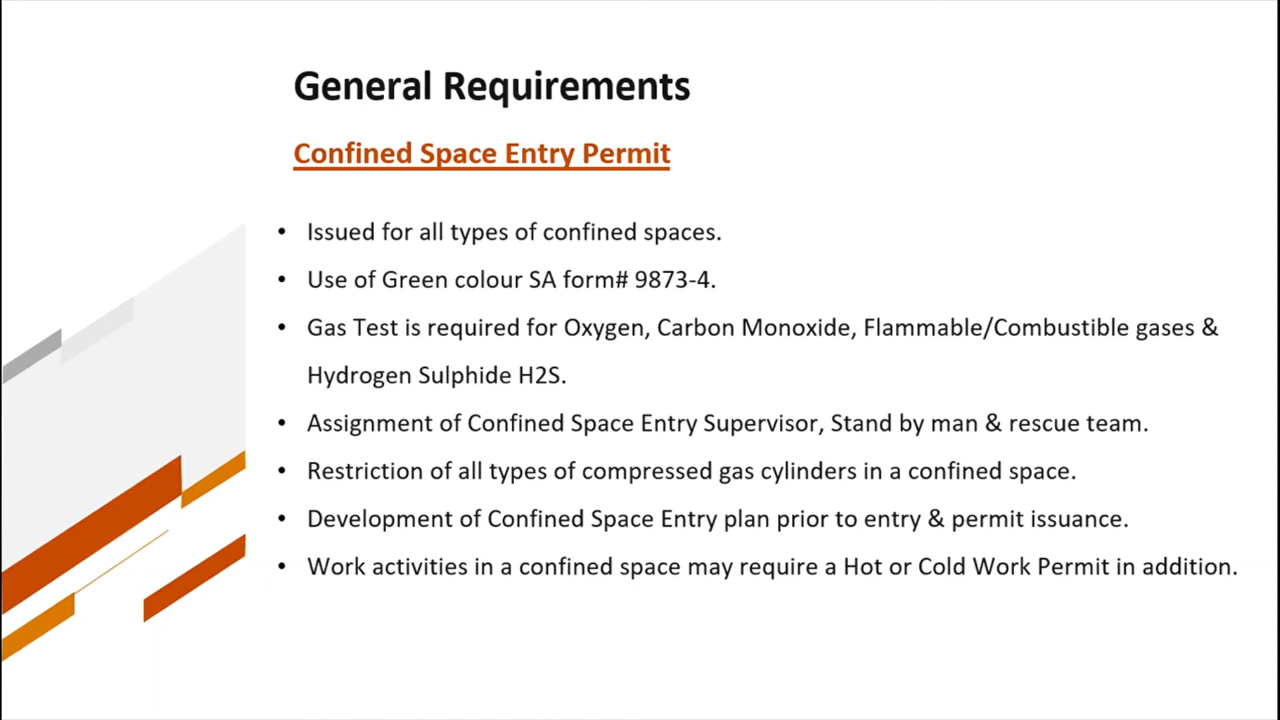 General Requirements
Confined Space Entry Permit
• Issued for all types of confined spaces.
• Use of Green colour SA form# 9873-4.
• Gas Test is required for Oxygen, Carbon Monoxide, Flammable/Combustible gases &
Hydrogen Sulphide H2S.
• Assignment of Confined Space Entry Supervisor, Stand by man & rescue team.
• Restriction of all types of compressed gas cylinders in a confined space.
• Development of Confined Space Entry plan prior to entry & permit issuance.
• Work activities in a confined space may require a Hot or Cold Work Permit in addition.